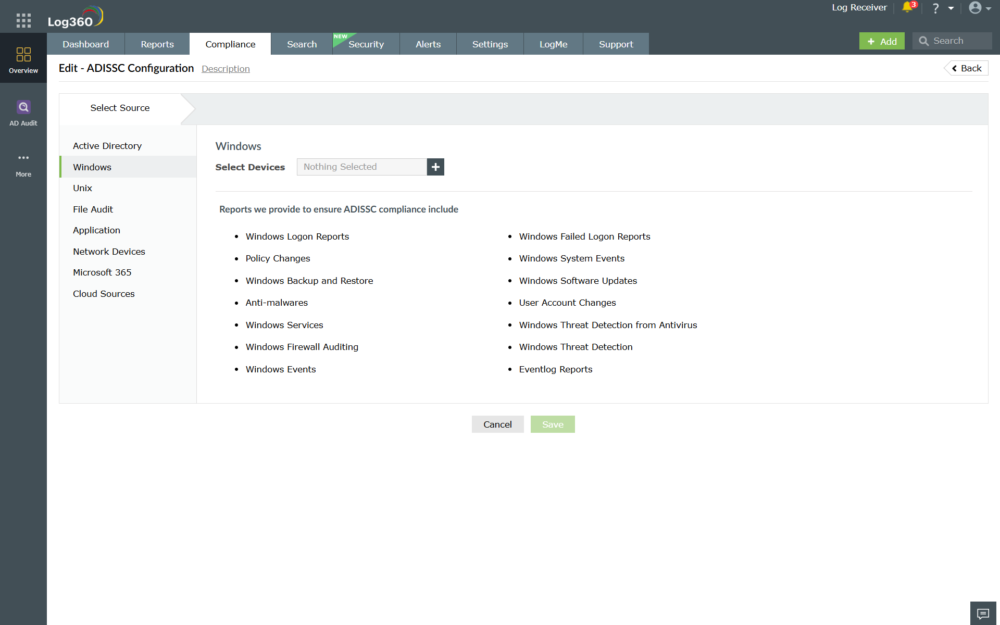 Log360
Log Receiver
3
?
Dashboard
Reports
Compliance
Search
NEW
Security
Alerts
Settings
LogMe
Support
+ Add
Search
Overview
AD Audit
More
Edit - ADISSC Configuration
Description
Back
Select Source
Active Directory
Windows
Unix
File Audit
Application
Network Devices
Microsoft 365
Cloud Sources
Windows
Select Devices
Nothing Selected
Reports we provide to ensure ADISSC compliance include
• Windows Logon Reports
• Windows Failed Logon Reports
• Policy Changes
• Windows System Events
• Windows Backup and Restore
• Windows Software Updates
• Anti-malwares
• User Account Changes
• Windows Services
• Windows Threat Detection from Antivirus
• Windows Firewall Auditing
• Windows Threat Detection
• Windows Events
• Eventlog Reports
Cancel
Save